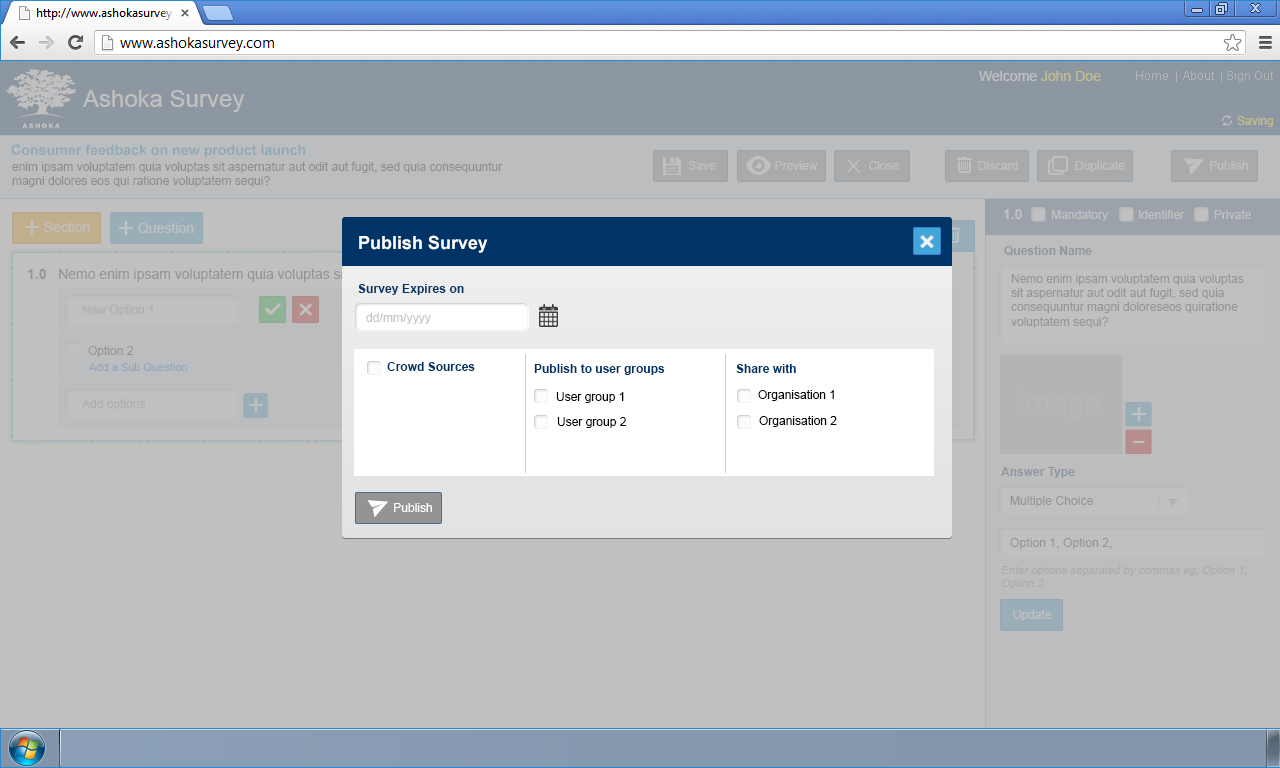 http://www.ashokasurvey
www.ashokasurvey.com
Welcome John Doe
Home | About | Sign Out
ASHOKA
Ashoka Survey
Saving
Consumer feedback on new product launch
enim ipsam voluptatem quia voluptas sit aspernatur aut odit aut fugit, sed quia consequuntur
magni dolores eos qui ratione voluptatem sequi?
Save
Preview
Close
Discard
Duplicate
Publish
Section
Question
1.0 Nemo enim ipsam voluptatem quia voluptas s
New Option 1
Option 2
Add a Sub Question
Add options
Publish Survey
Survey Expires on
dd/mm/yyyy
Crowd Sources
Publish to user groups
User group 1
User group 2
Share with
Organisation 1
Organisation 2
Publish
1.0 Mandatory Identifier Private
Question Name
Nemo enim ipsam voluptatem quia voluptas
sit aspernatur aut odit aut fugit, sed quia
consequuntur magni doloreseos quiratione
voluptatem sequi?
Image
Answer Type
Multiple Choice
Option 1, Option 2,
Enter options separated by commas eg, Option 1,
Option 2
Update